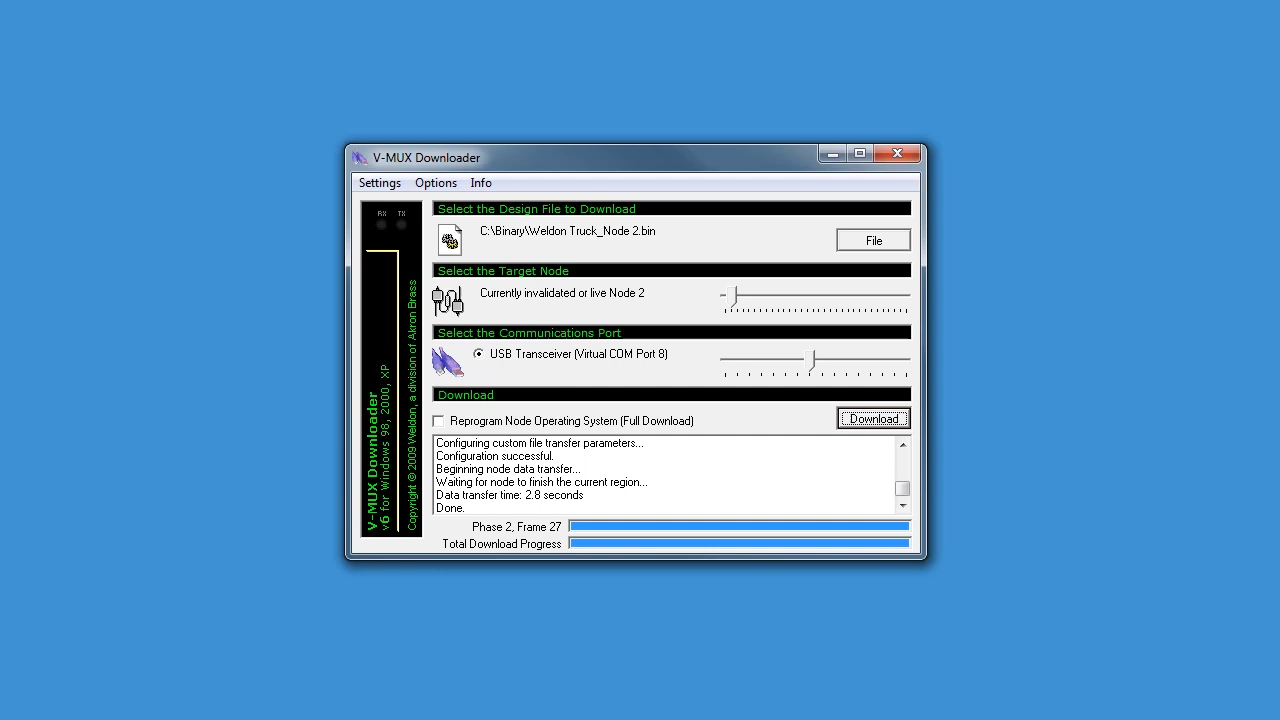 V-MUX Downloader
Settings Options Info
RX TX
V-MUX Downloader
v6 for Windows 98, 2000, XP
Copyright © 2009 Weldon, a division of Akron Brass
Select the Design File to Download
C:\Binary\Weldon Truck_Node 2.bin
File
Select the Target Node
Currently invalidated or live Node 2
Select the Communications Port
USB Transceiver (Virtual COM Port 8)
Download
Reprogram Node Operating System (Full Download)
Download
Configuring custom file transfer parameters...
Configuration successful.
Beginning node data transfer...
Waiting for node to finish the current region...
Data transfer time: 2.8 seconds
Done.
Phase 2, Frame 27
Total Download Progress